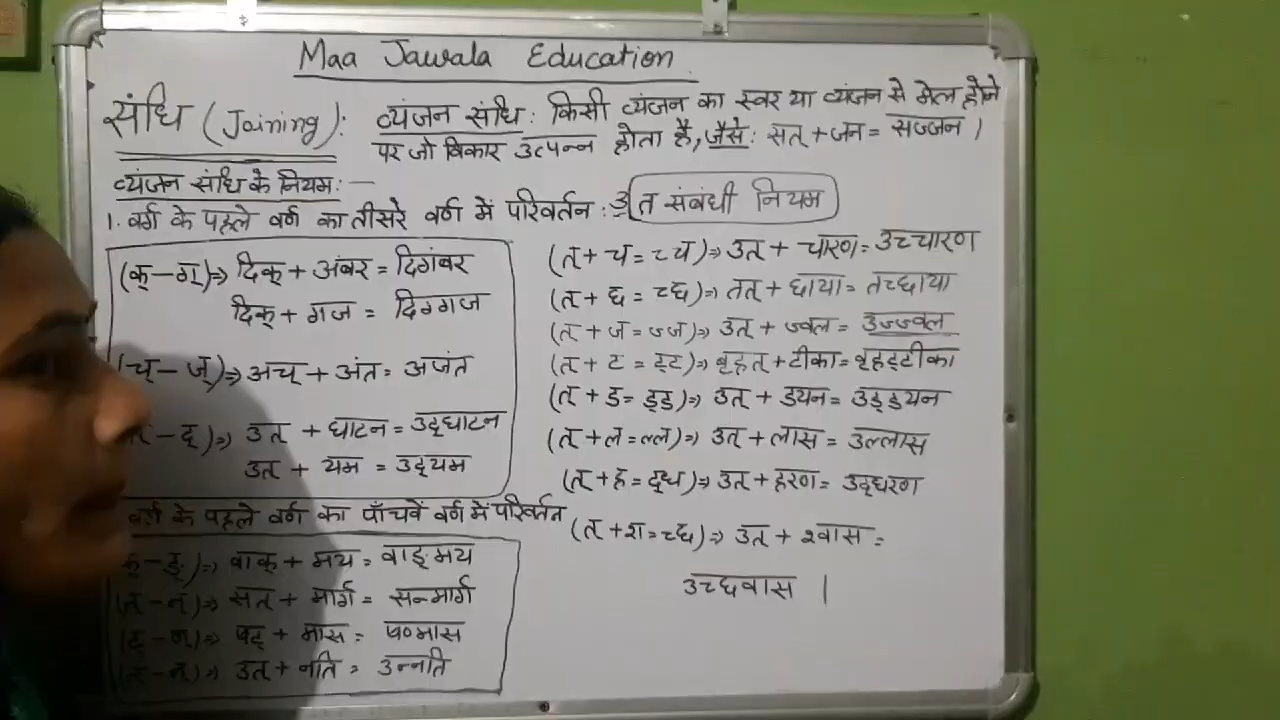 Maa Jawala Education
संधि (Joining): व्यंजन संधि: किसी व्यंजन का स्वर या व्यंजन से मेल होने
पर जो विकार उत्पन्न होता है, जैसे: सत् + जन = सज्जन ।
व्यंजन संधि के नियम: —
1. वर्ग के पहले वर्ण का तीसरे वर्ण में परिवर्तन:
(क् - ग्) ⇒ दिक् + अंबर = दिगंबर
दिक् + गज = दिग्गज
च् - ज्) ⇒ अच् + अंत = अजंत
त् - द्) ⇒ उत् + घाटन = उद्घाटन
उत् + यम = उद्यम
वर्ग के पहले वर्ण का पाँचवें वर्ण में परिवर्तन
क् - ङ्) ⇒ वाक् + मय = वाङ्मय
(त् - न्) ⇒ सत् + मार्ग = सन्मार्ग
(ट् - ण्) ⇒ षट् + मास = षण्मास
(त् - न्) ⇒ उत् + नति = उन्नति
3 त संबंधी नियम
(त् + च = च्च) ⇒ उत् + चारण = उच्चारण
(त् + छ = च्छ) ⇒ तत् + छाया = तच्छाया
(त् + ज = ज्ज) ⇒ उत् + ज्वल = उज्ज्वल
(त् + ट = ट्ट) ⇒ बृहत् + टीका = बृहट्टीका
(त् + ड = ड्ड) ⇒ उत् + डयन = उड्डयन
(त् + ल = ल्ल) ⇒ उत् + लास = उल्लास
(त् + ह = द्ध) ⇒ उत् + हरण = उद्धरण
(त् + श = च्छ) ⇒ उत् + श्वास =
उच्छवास ।